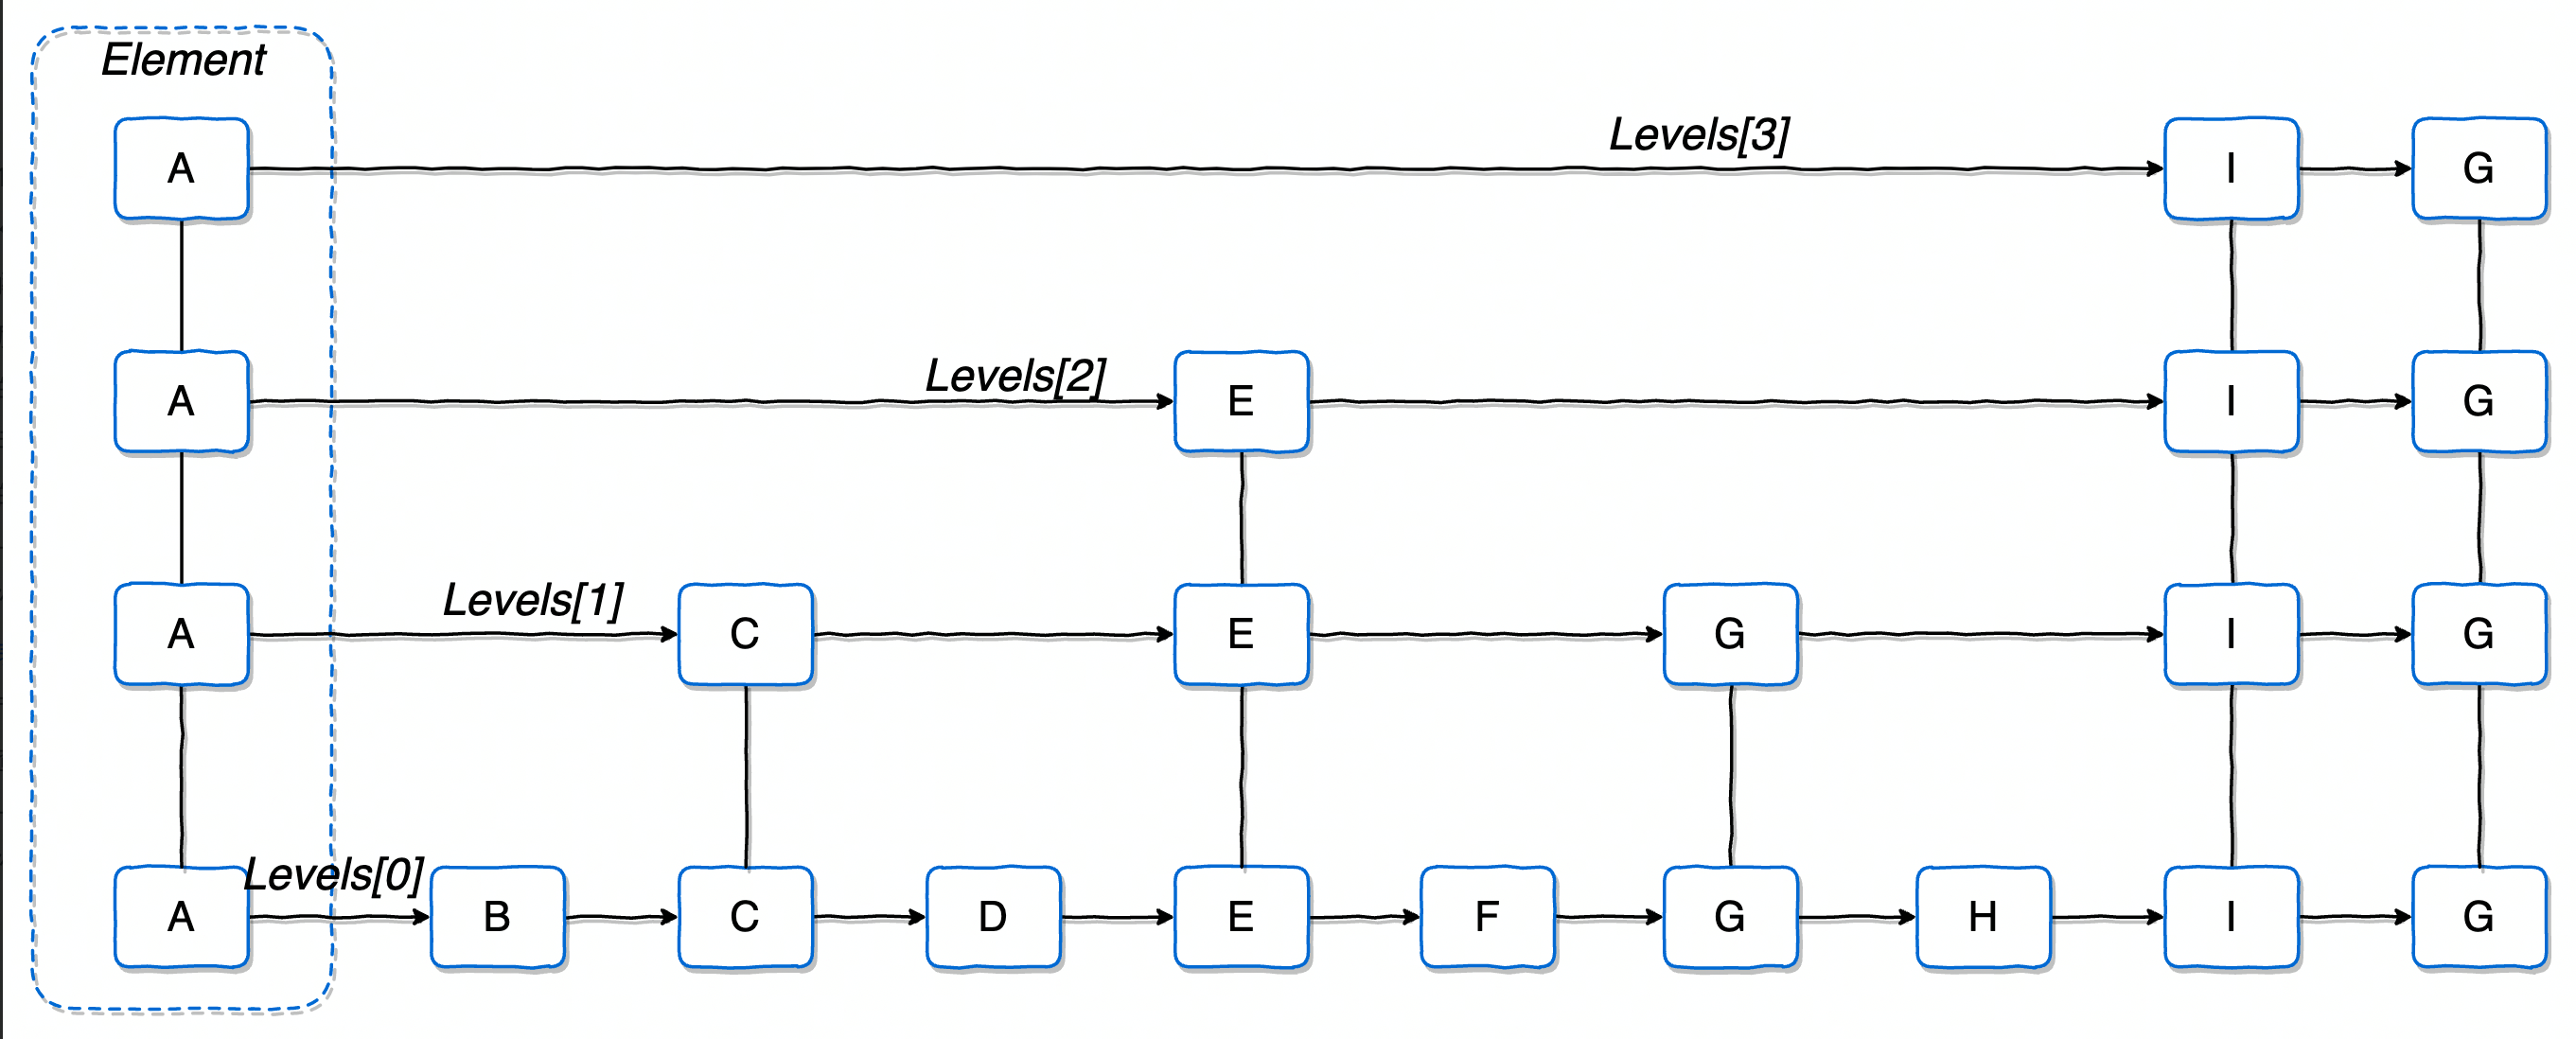 Element
A Levels[3] I G
A Levels[2] E I G
A Levels[1] C E G I G
A Levels[0] B C D E F G H I G